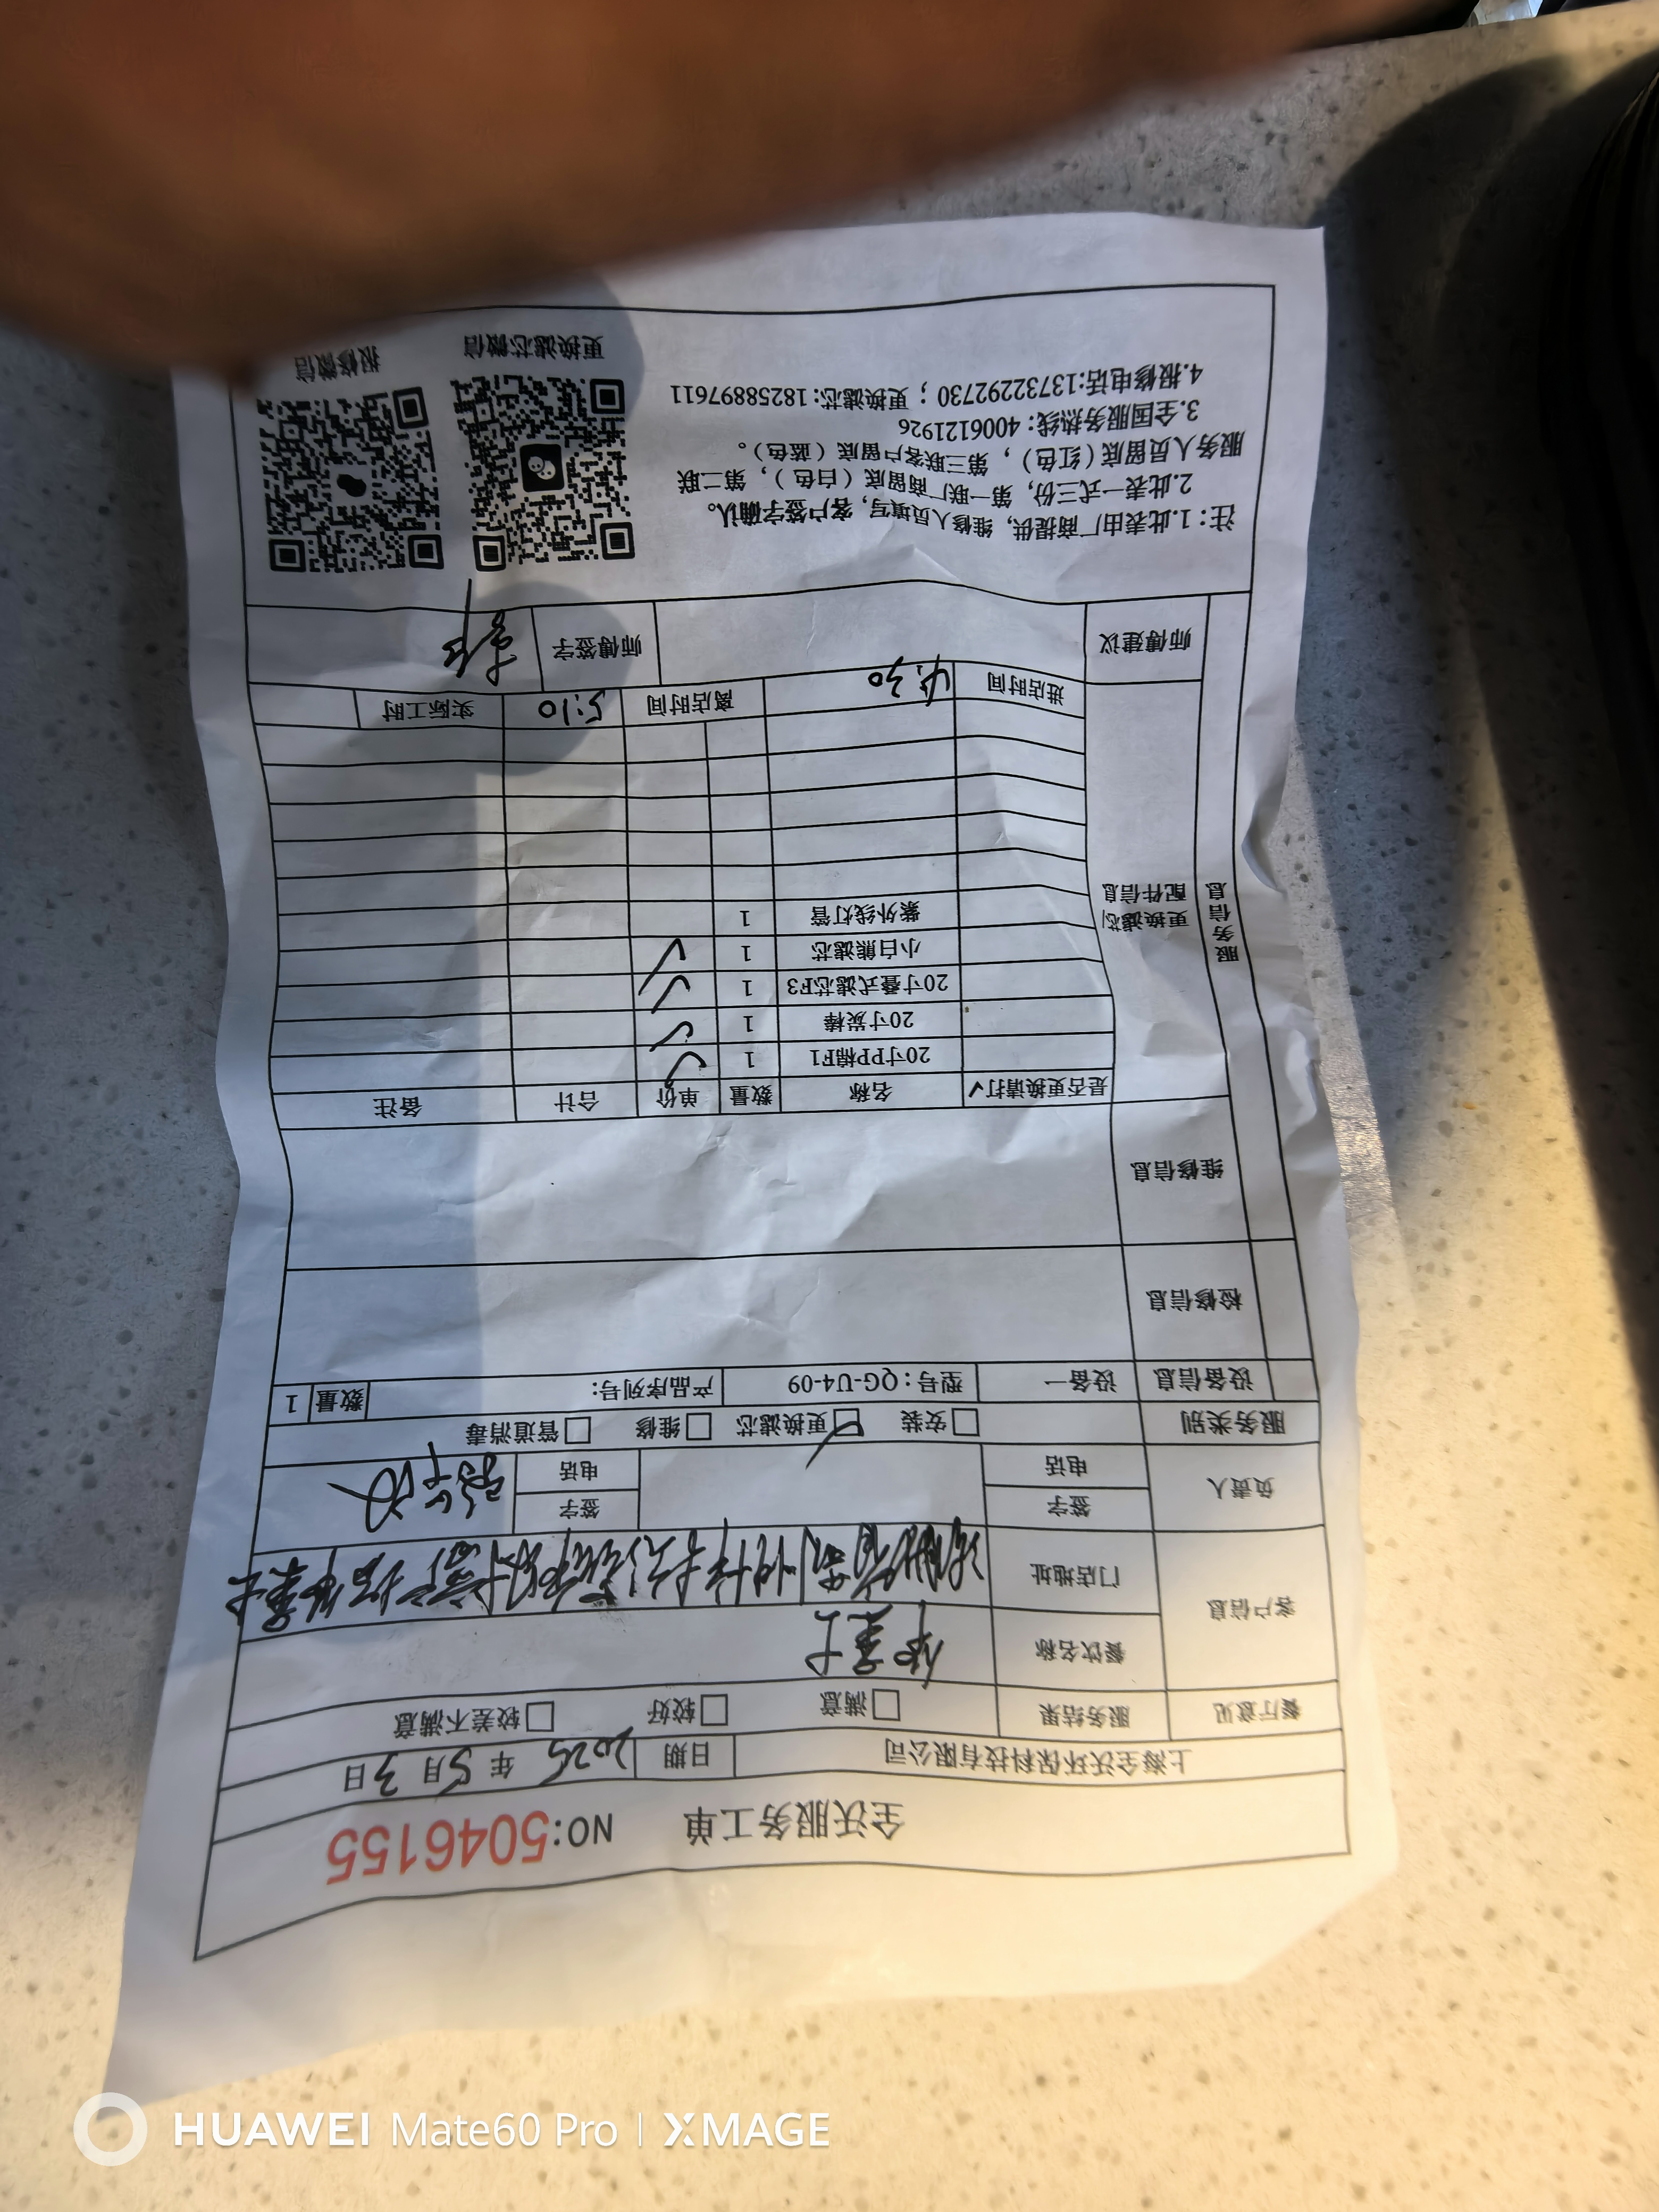 全沃服务工单 NO:5046155
上海全沃环保科技有限公司 日期 2025年5月3日
餐厅意见 服务结果 □满意 □较好 □较差不满意
客户信息 餐饮名称
门店地址
负责人 签字 签字
电话 电话
服务类别 □安装 ☑更换滤芯 □维修 □管道消毒
设备信息 设备一 型号：QG-U4-09 产品序列号: 数量 1
检修信息
服务信息
维修信息
更换滤芯配件信息
是否更换请打✓ 名称 数量 单价 合计 备注
20寸PP棉F1 1 ✓
20寸炭棒 1 ✓
20寸叠式滤芯F3 1 ✓
小白熊滤芯 1 ✓
紫外线灯管 1
进店时间 4:30 离店时间 5:10 实际工时
师傅建议 师傅签字
注：1.此表由厂商提供，维修人员填写，客户签字确认。
2.此表一式三份，第一联厂商留底（白色），第二联
服务人员留底（红色），第三联客户留底（蓝色）。
3.全国服务热线：4006121926
4.报修电话:13732292730；更换滤芯:18258897611
更换滤芯微信 报修微信
HUAWEI Mate60 Pro | XMAGE